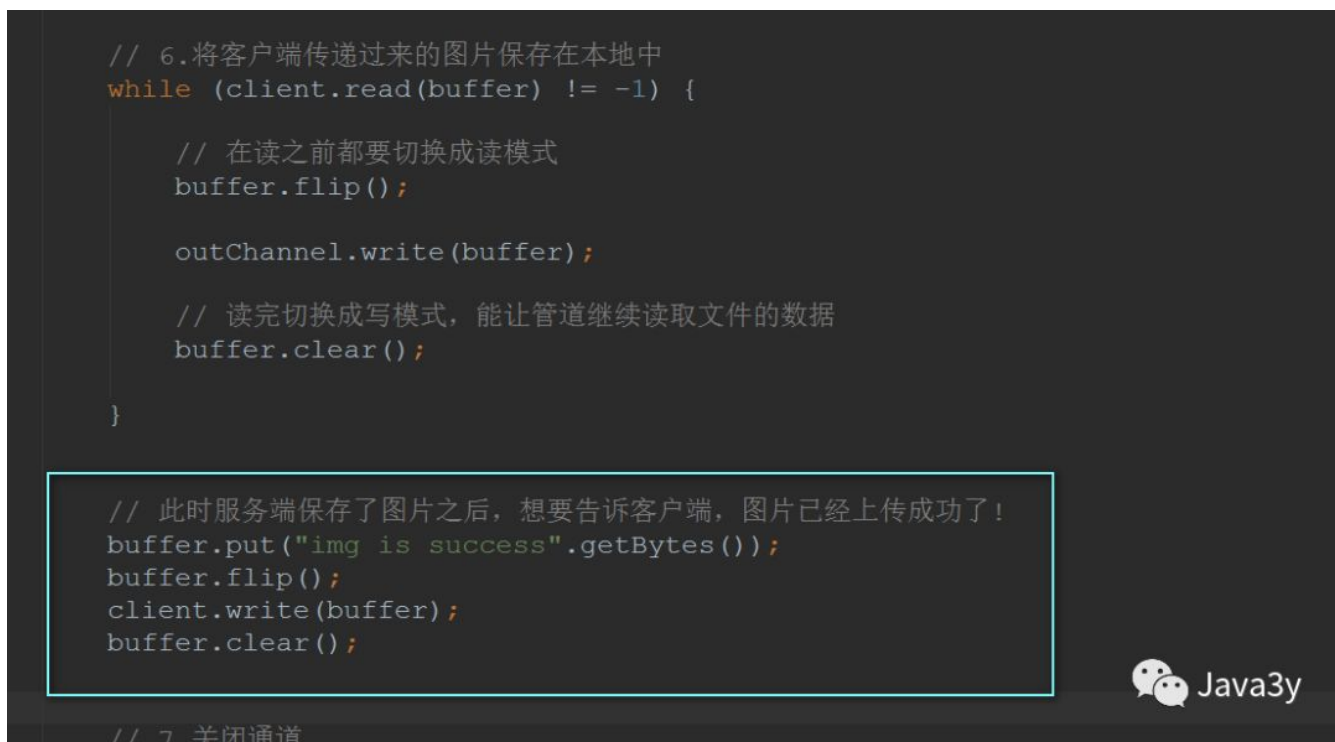 // 6.将客户端传递过来的图片保存在本地中
while (client.read(buffer) != -1) {
// 在读之前都要切换成读模式
buffer.flip();
outChannel.write(buffer);
// 读完切换成写模式，能让管道继续读取文件的数据
buffer.clear();
}
// 此时服务端保存了图片之后，想要告诉客户端，图片已经上传成功了！
buffer.put("img is success".getBytes());
buffer.flip();
client.write(buffer);
buffer.clear();
Java3y
// 7.关闭通道